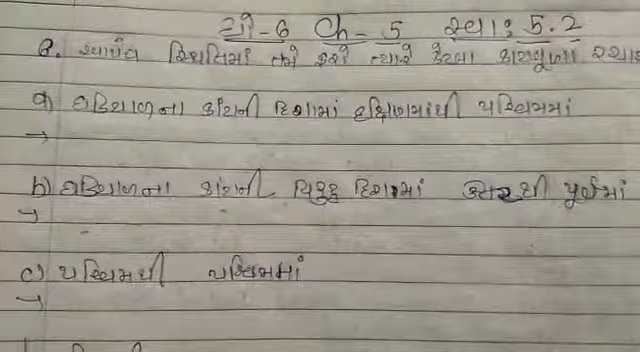 ધો-6 Ch-5 સ્વા: 5.2
8. સ્થિતિમાં તમે ફરો ત્યારે કેટલા કાટખૂણા
a) ઘડિયાળના કાંટાની દિશામાં દક્ષિણમાંથી પશ્ચિમમાં
→
b) ઘડિયાળના કાંટાની વિરુદ્ધ દિશામાં ઉત્તરથી પૂર્વમાં
→
c) પશ્ચિમથી પશ્ચિમમાં
→